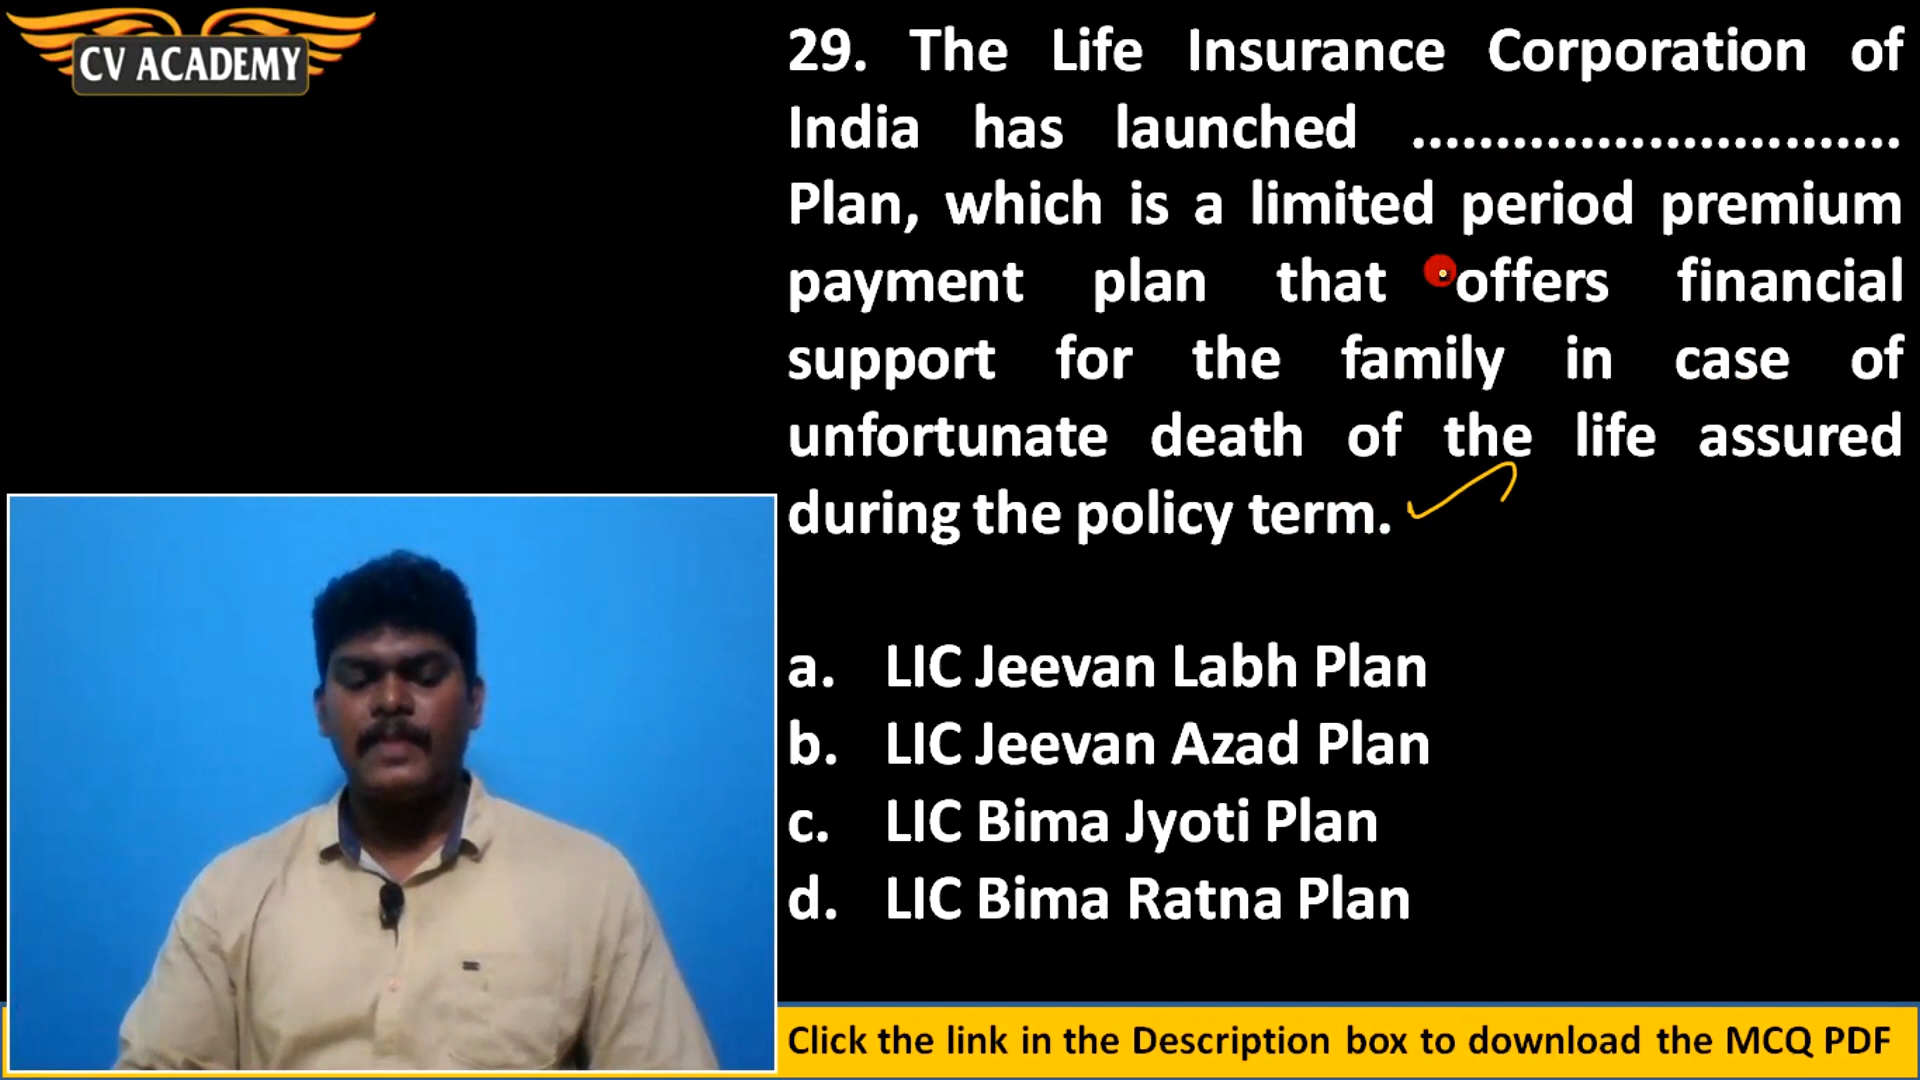 CV ACADEMY
29. The Life Insurance Corporation of
India has launched .............................
Plan, which is a limited period premium
payment plan that offers financial
support for the family in case of
unfortunate death of the life assured
during the policy term.
a. LIC Jeevan Labh Plan
b. LIC Jeevan Azad Plan
c. LIC Bima Jyoti Plan
d. LIC Bima Ratna Plan
Click the link in the Description box to download the MCQ PDF